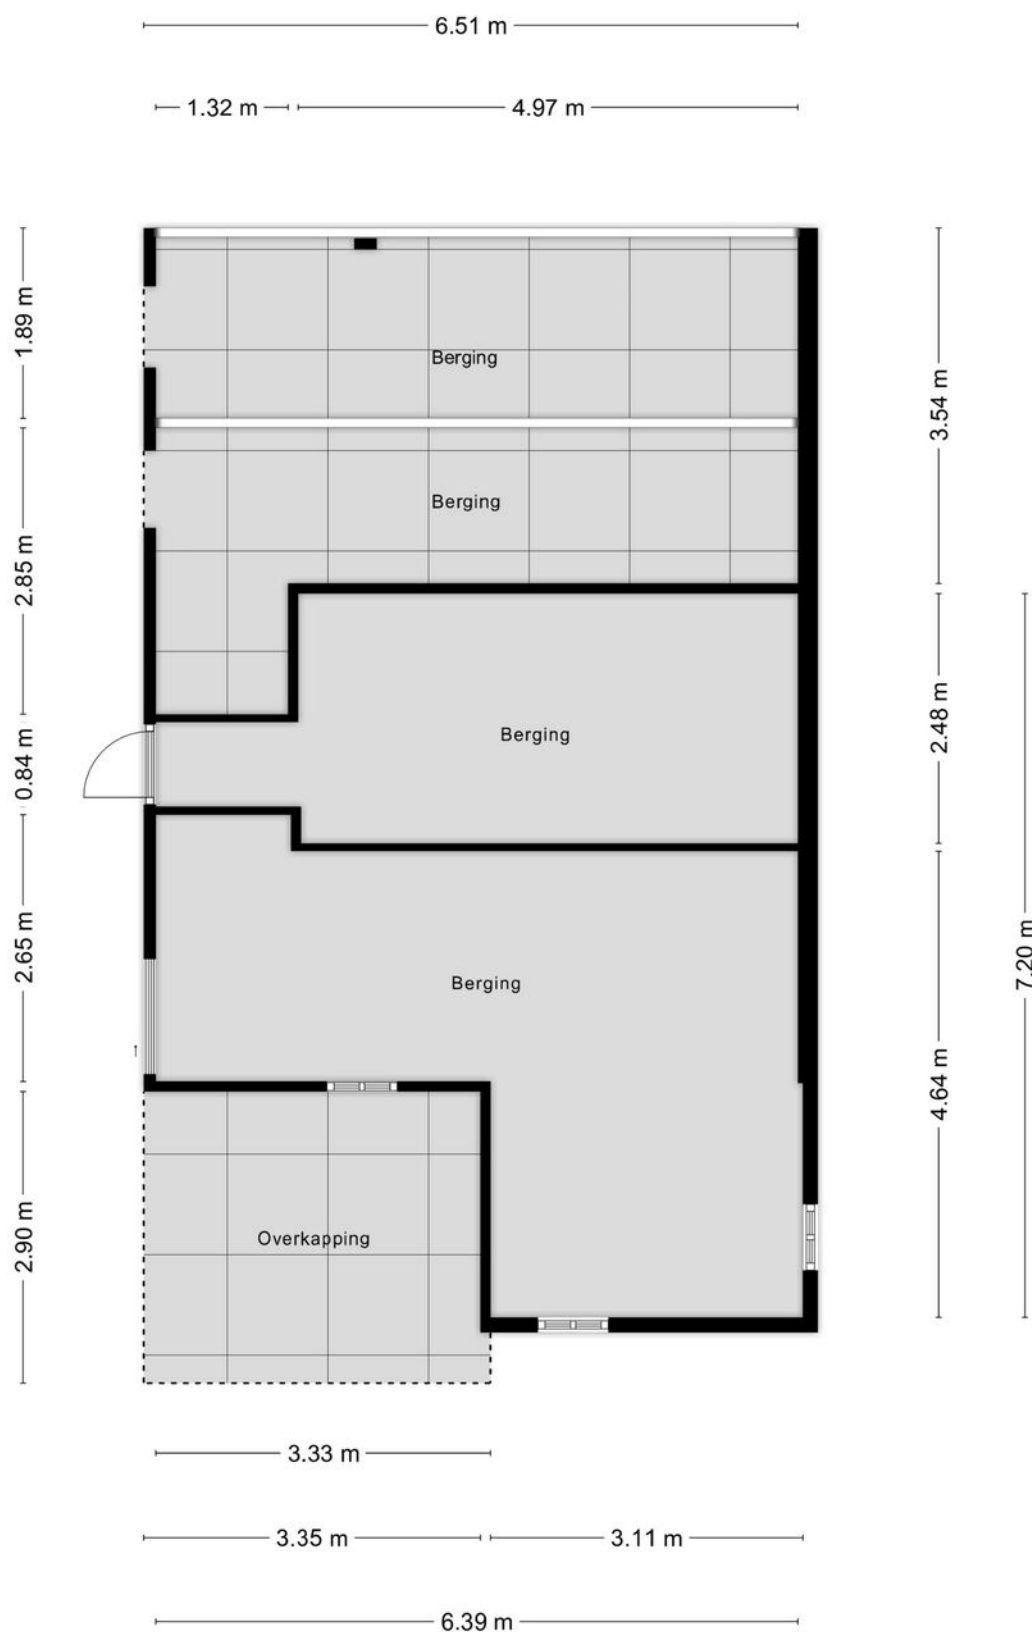 6.51 m
1.32 m
4.97 m
1.89 m
Berging
3.54 m
Berging
2.85 m
2.48 m
Berging
0.84 m
7.20 m
2.65 m
Berging
4.64 m
2.90 m
Overkapping
3.33 m
3.35 m
3.11 m
6.39 m